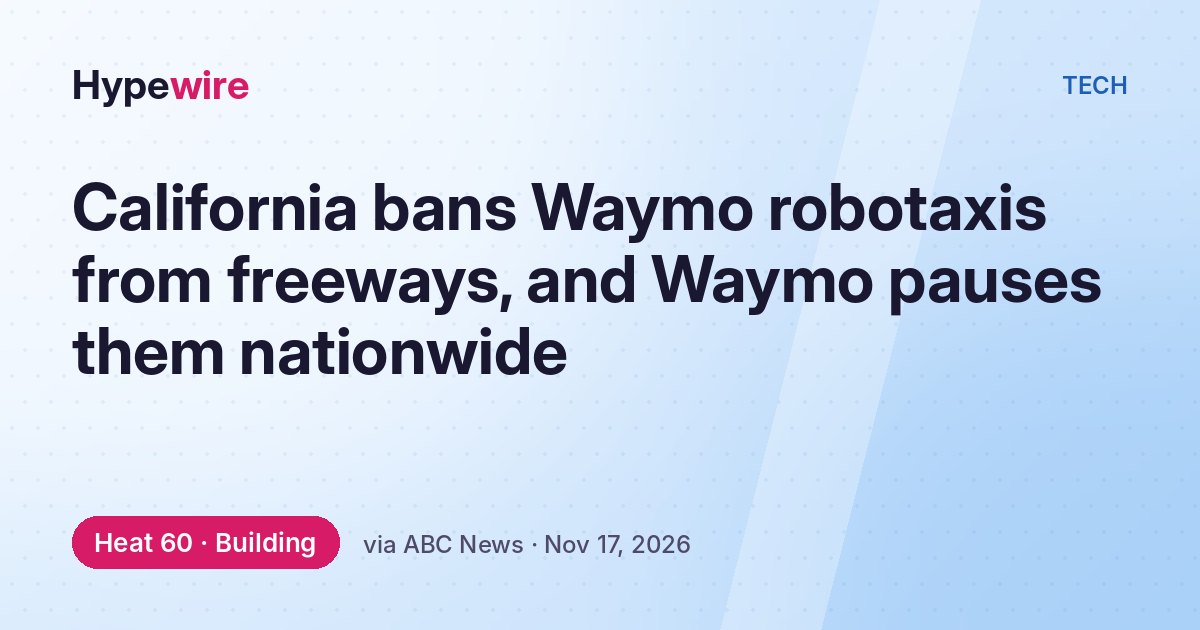 Hypewire
TECH
California bans Waymo robotaxis
from freeways, and Waymo pauses
them nationwide
Heat 60 · Building
via ABC News · Nov 17, 2026